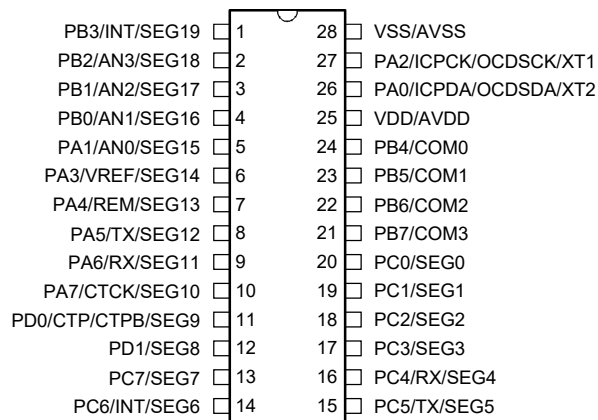 PB3/INT/SEG19 1 28 VSS/AVSS
PB2/AN3/SEG18 2 27 PA2/ICPCK/OCDSCK/XT1
PB1/AN2/SEG17 3 26 PA0/ICPDA/OCDSDA/XT2
PB0/AN1/SEG16 4 25 VDD/AVDD
PA1/AN0/SEG15 5 24 PB4/COM0
PA3/VREF/SEG14 6 23 PB5/COM1
PA4/REM/SEG13 7 22 PB6/COM2
PA5/TX/SEG12 8 21 PB7/COM3
PA6/RX/SEG11 9 20 PC0/SEG0
PA7/CTCK/SEG10 10 19 PC1/SEG1
PD0/CTP/CTPB/SEG9 11 18 PC2/SEG2
PD1/SEG8 12 17 PC3/SEG3
PC7/SEG7 13 16 PC4/RX/SEG4
PC6/INT/SEG6 14 15 PC5/TX/SEG5